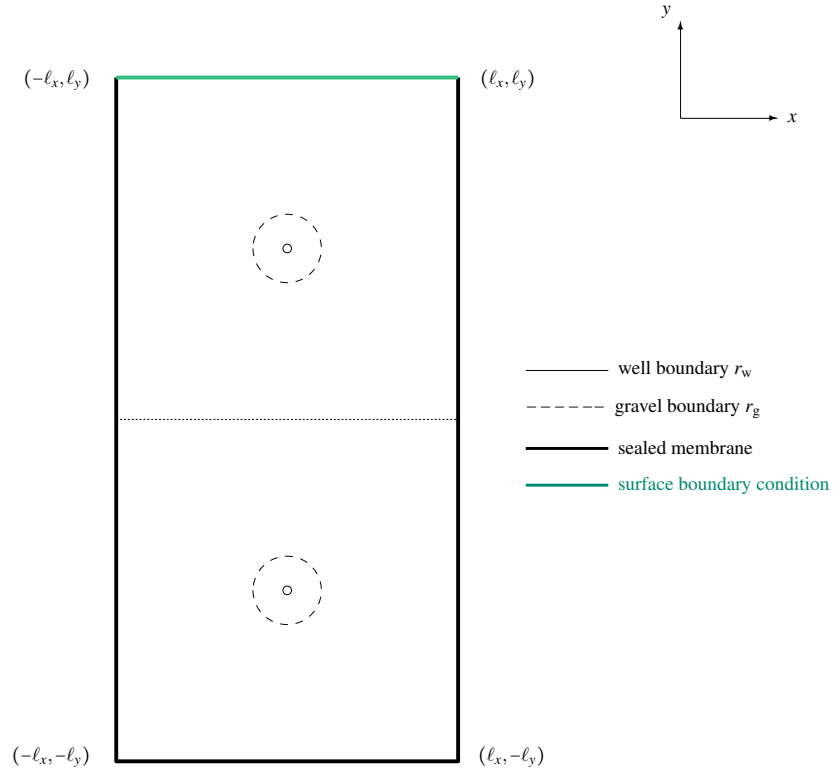 y
(-ℓx, ℓy)
(ℓx, ℓy)
x
well boundary rw
gravel boundary rg
sealed membrane
surface boundary condition
(-ℓx, -ℓy)
(ℓx, -ℓy)